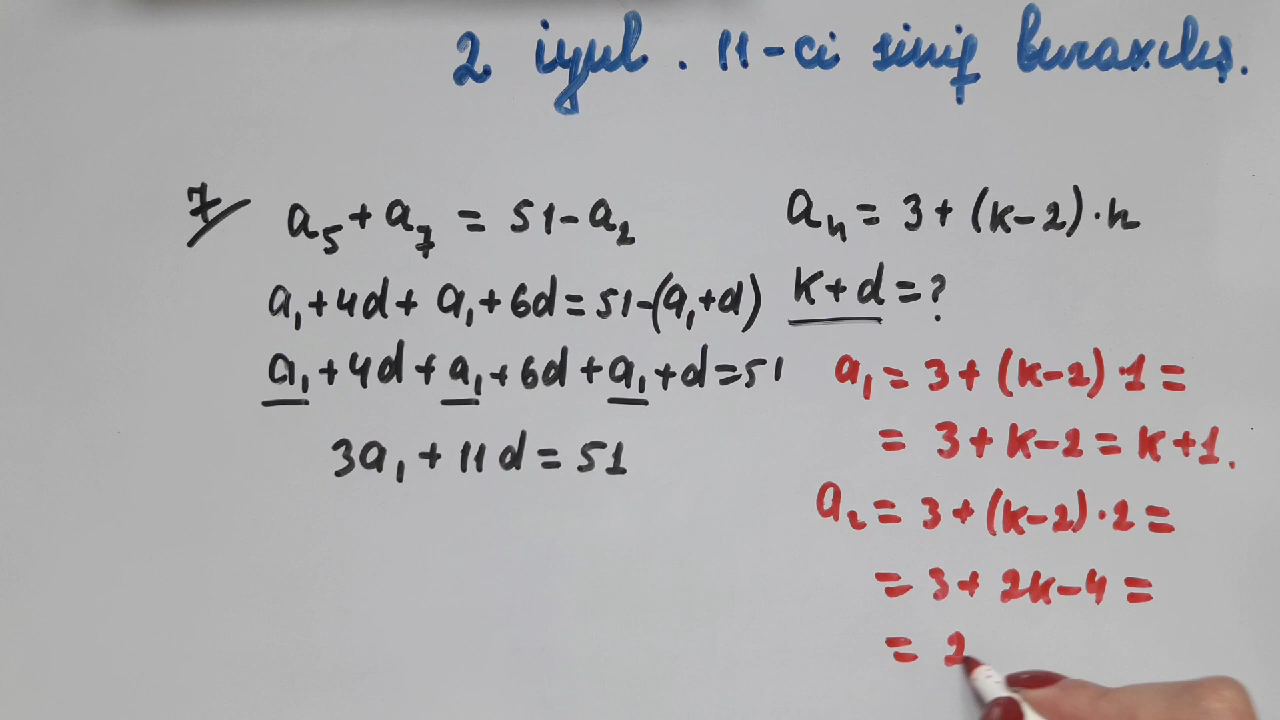 2 iyul. 11-ci sinif buraxılış.
7 a₅ + a₇ = 51 - a₂
a₁ + 4d + a₁ + 6d = 51 - (a₁ + d)
a₁ + 4d + a₁ + 6d + a₁ + d = 51
3a₁ + 11d = 51
aₙ = 3 + (k - 2) · n
k + d = ?
a₁ = 3 + (k - 2) · 1 =
= 3 + k - 2 = k + 1.
a₂ = 3 + (k - 2) · 2 =
= 3 + 2k - 4 =
= 2